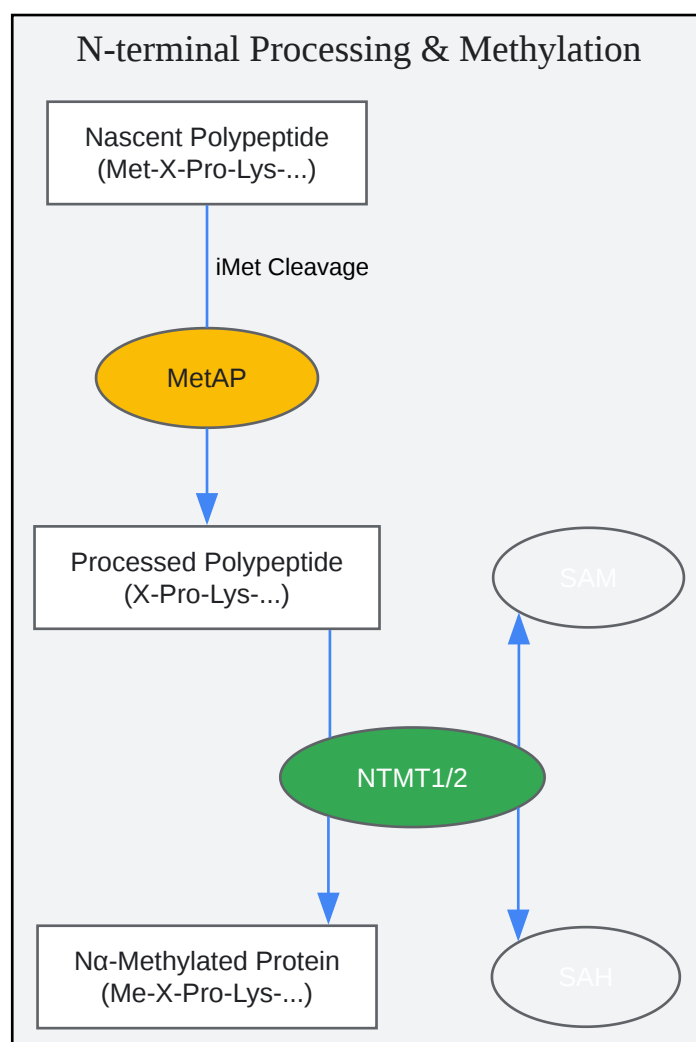 N-terminal Processing & Methylation
Nascent Polypeptide
(Met-X-Pro-Lys-...)
iMet Cleavage
MetAP
Processed Polypeptide
(X-Pro-Lys-...)
SAM
NTMT1/2
Nα-Methylated Protein
(Me-X-Pro-Lys-...)
SAH